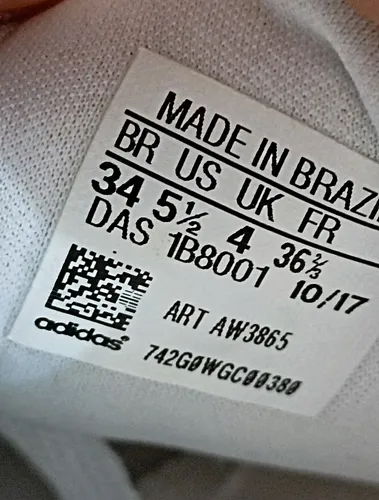 MADE IN BRAZI
BR US UK FR
34 5½ 4 36⅔
DAS 1B8001 10/17
ART AW3865
adidas®
742G0WGC00380